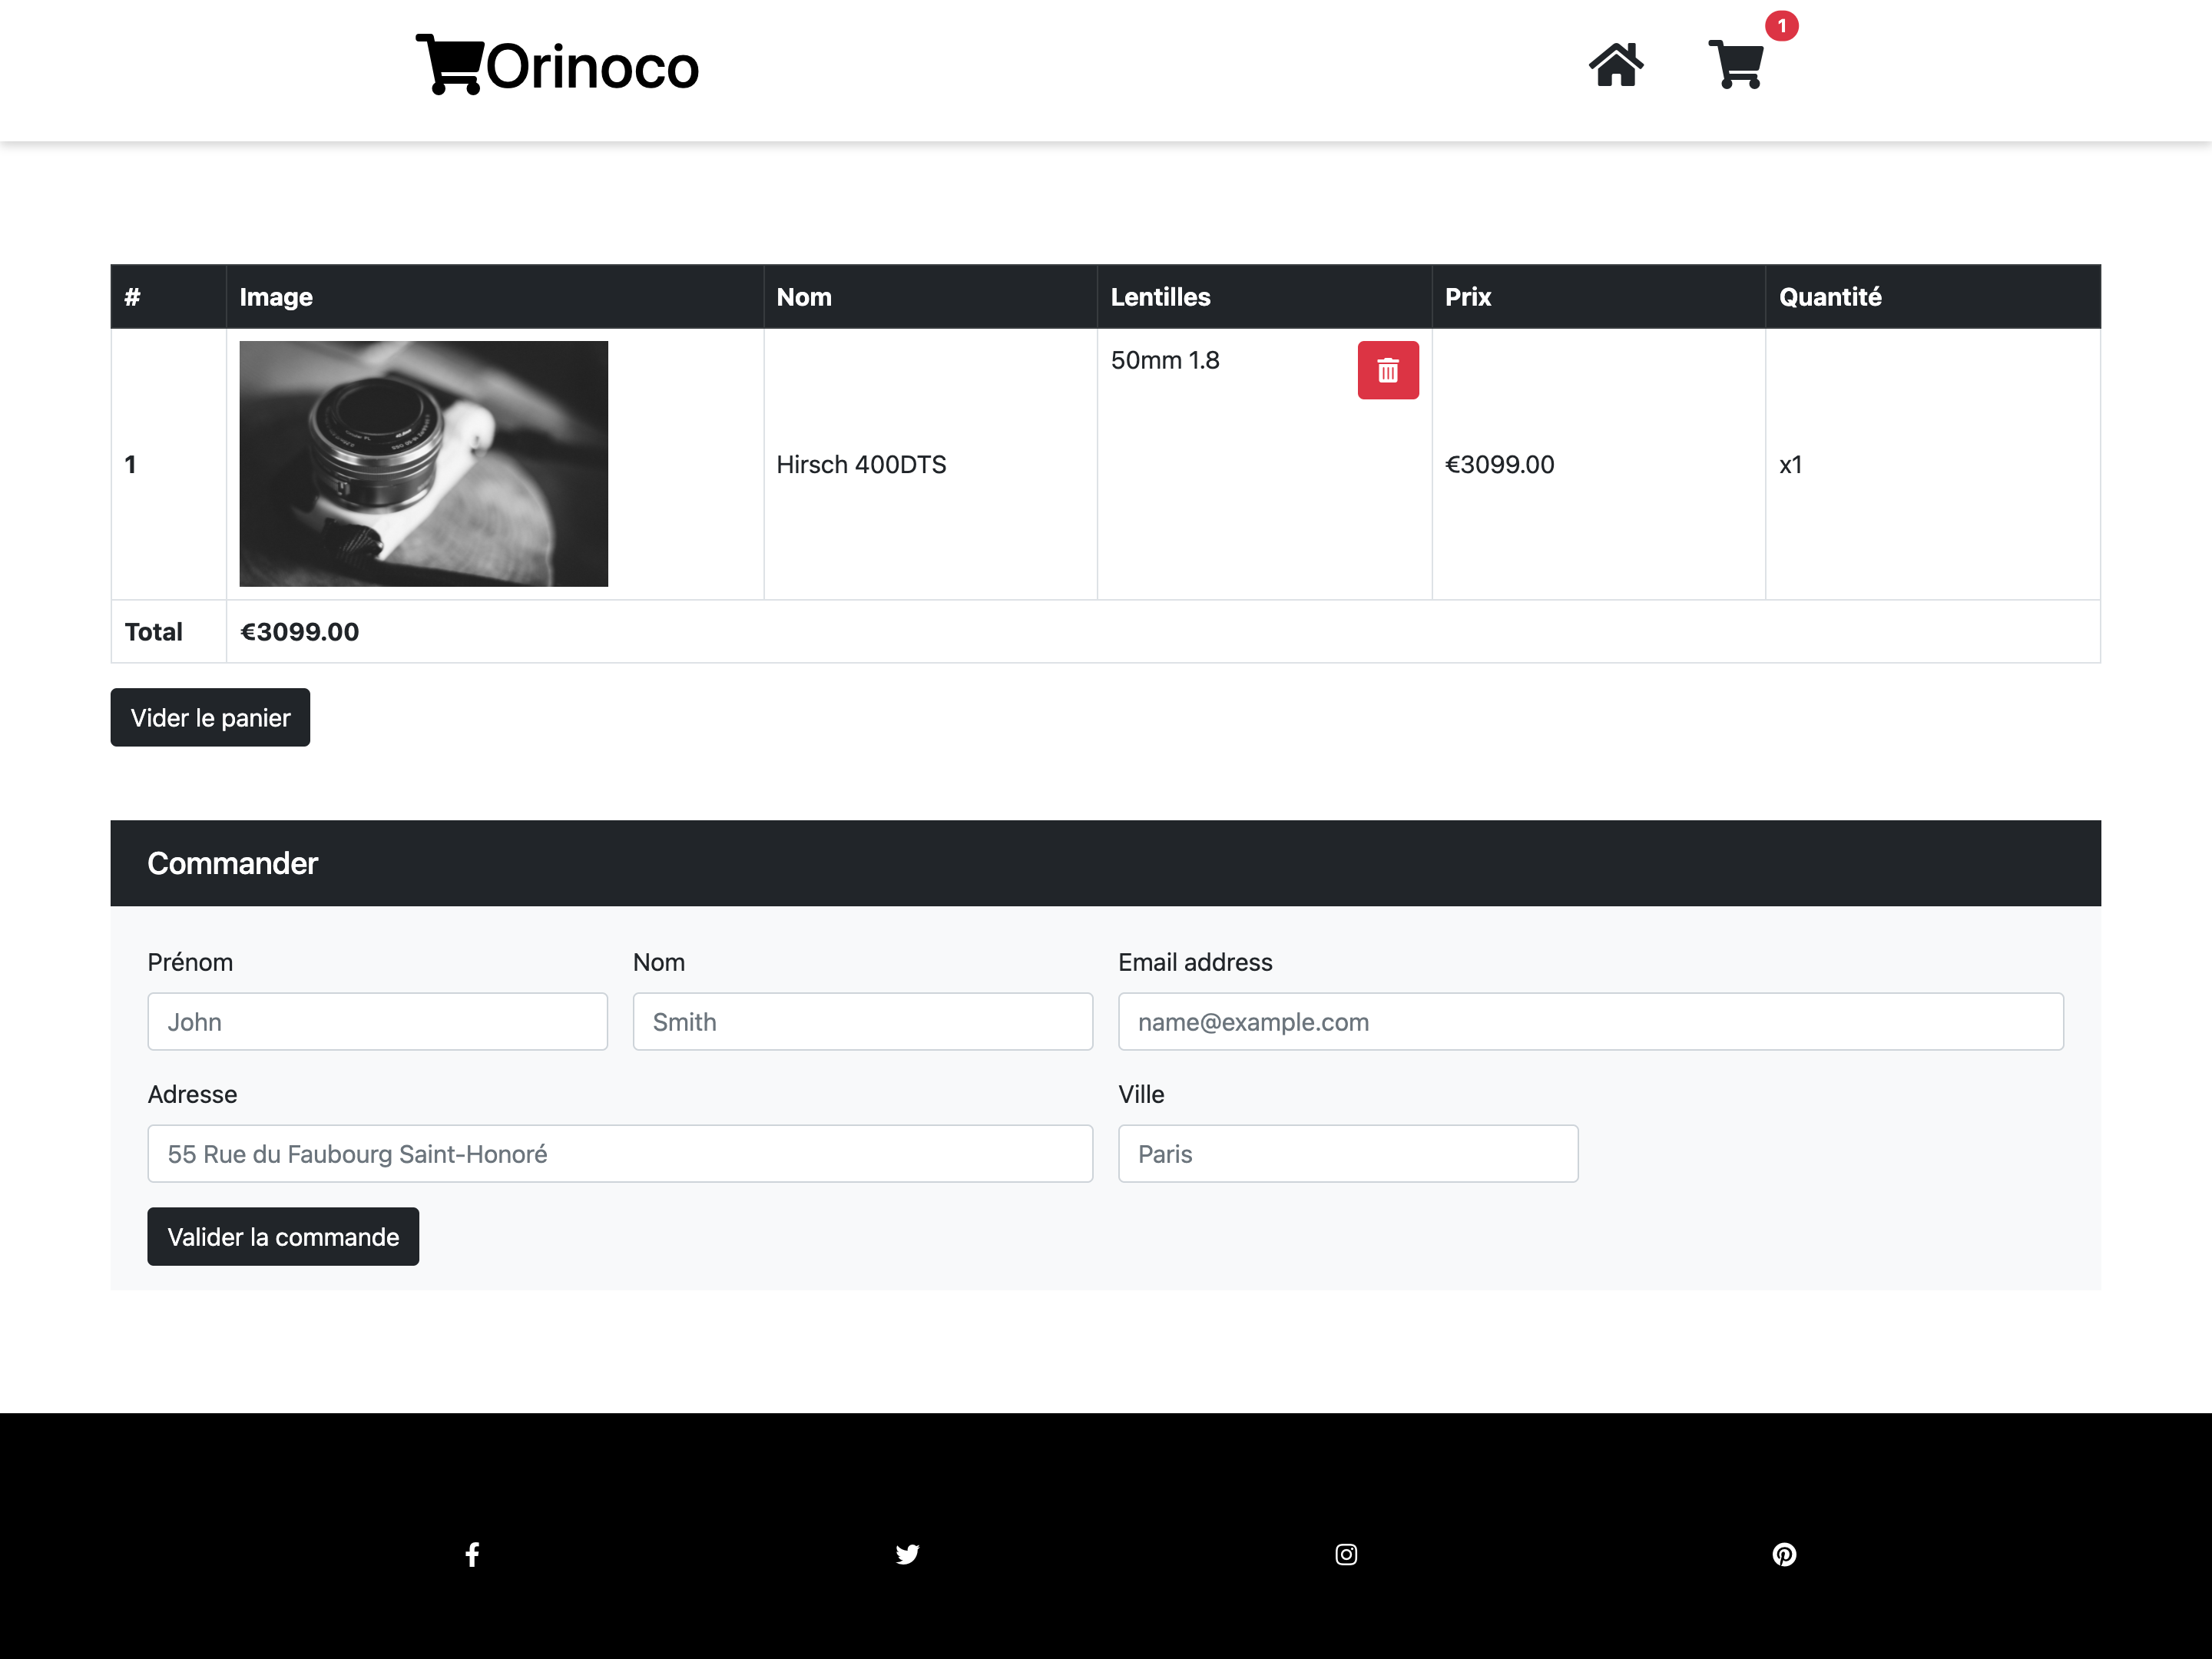 Orinoco
1
# Image Nom Lentilles Prix Quantité
1 Hirsch 400DTS 50mm 1.8 €3099.00 x1
Total €3099.00
Vider le panier
Commander
Prénom Nom Email address
John Smith name@example.com
Adresse Ville
55 Rue du Faubourg Saint-Honoré Paris
Valider la commande